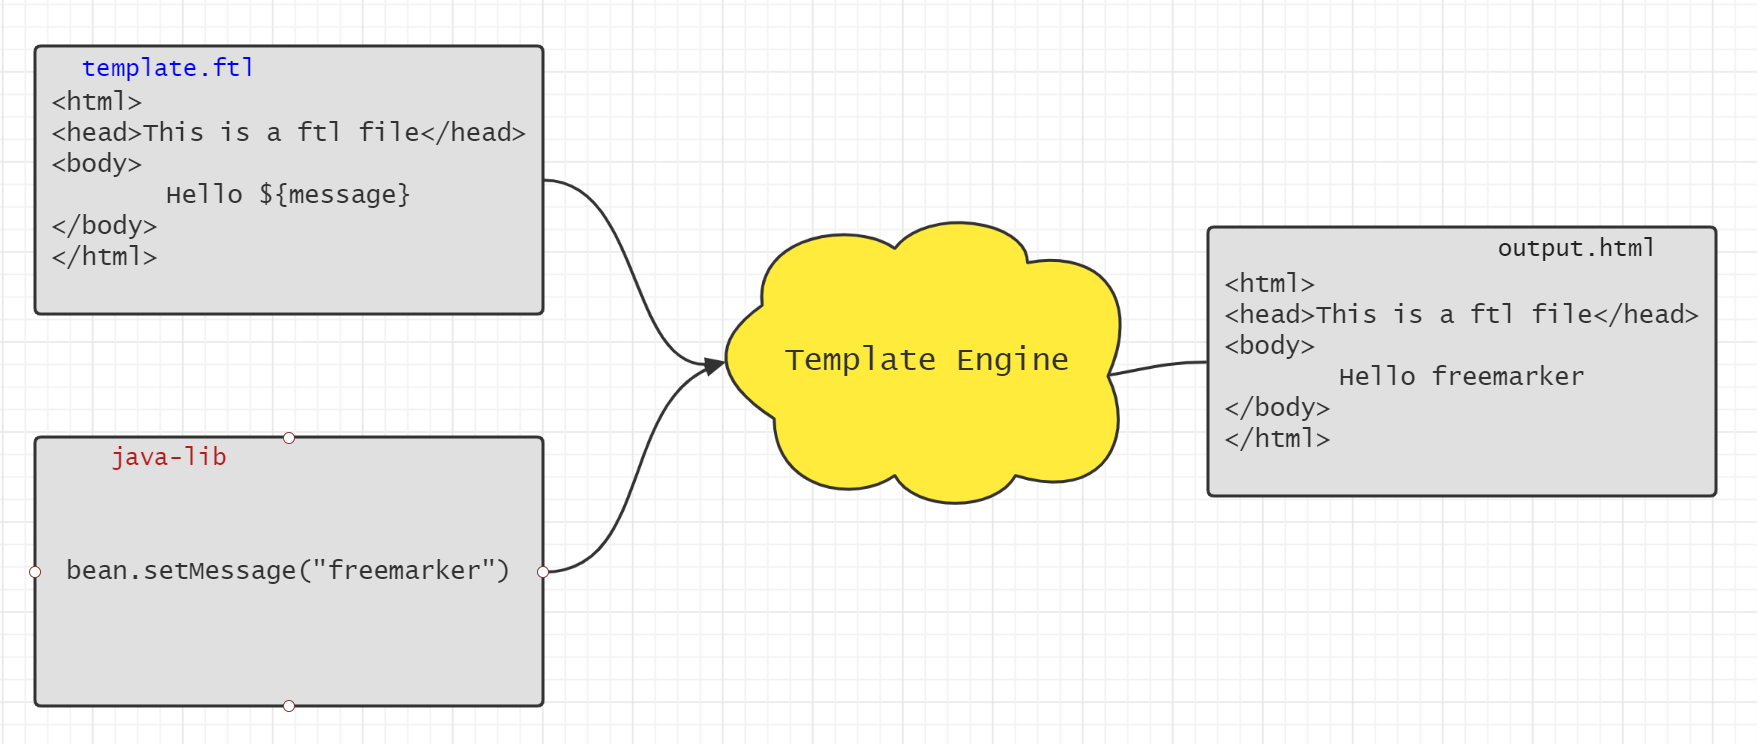 template.ftl
<html>
<head>This is a ftl file</head>
<body>
Hello ${message}
</body>
</html>
java-lib
bean.setMessage("freemarker")
Template Engine
output.html
<html>
<head>This is a ftl file</head>
<body>
Hello freemarker
</body>
</html>